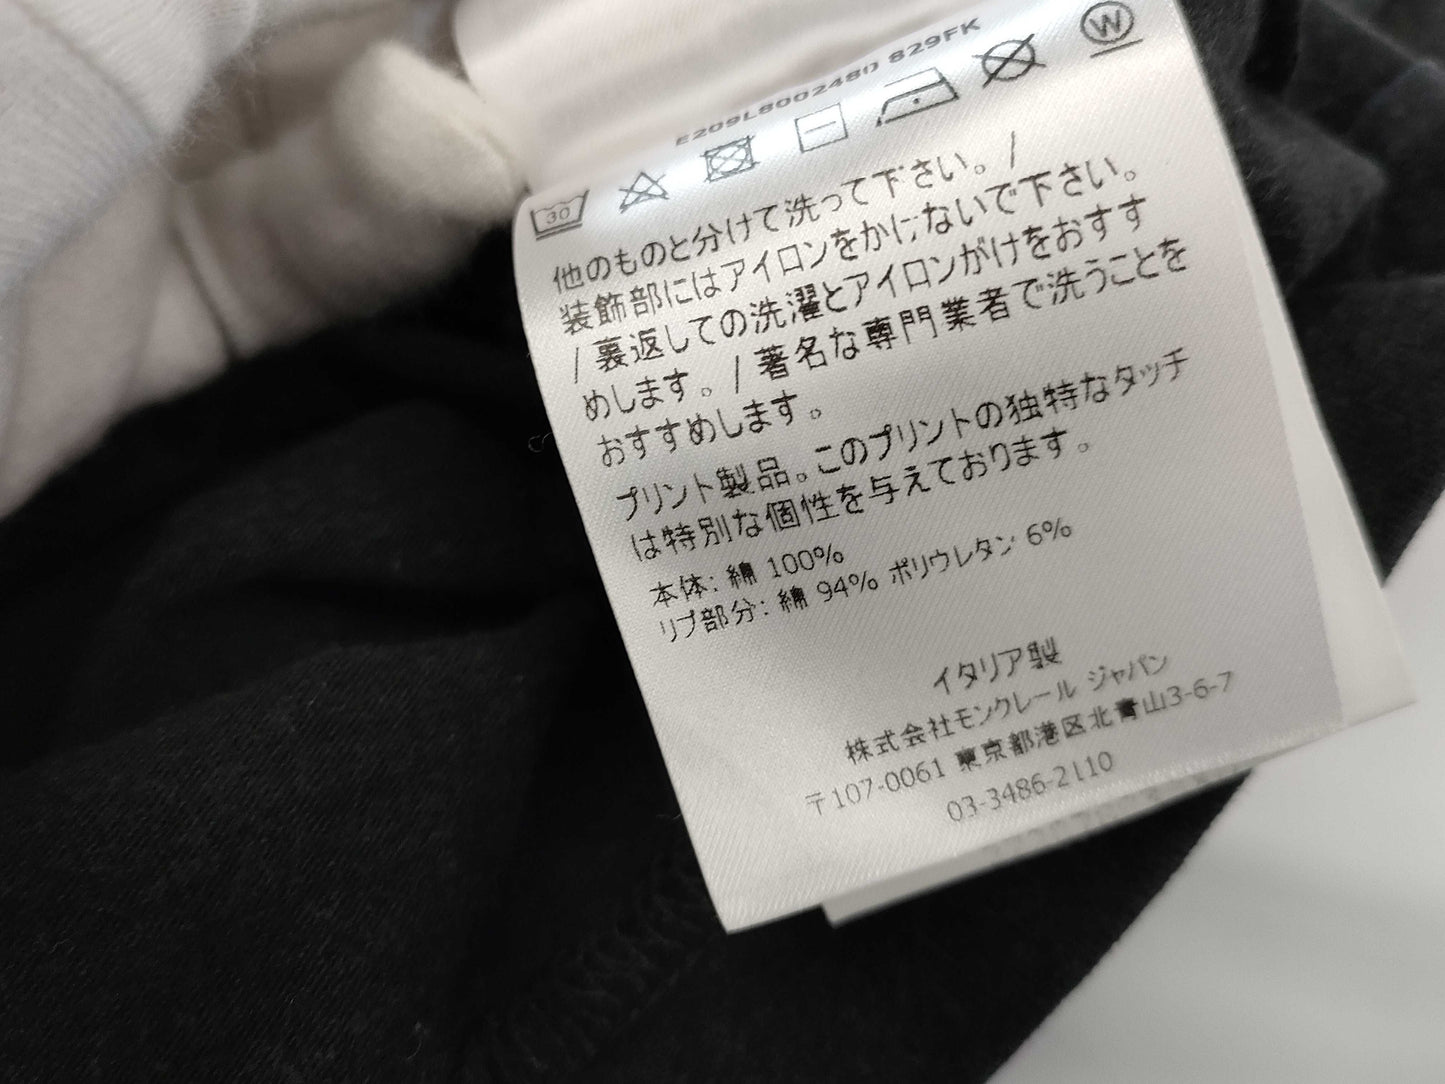 E209L8002480 829FK
W
30
他のものと分けて洗って下さい。/
装飾部にはアイロンをかけないで下さい。
/裏返しての洗濯とアイロンがけをおすす
めします。/著名な専門業者で洗うことを
おすすめします。
プリント製品。このプリントの独特なタッチ
は特別な個性を与えております。
本体: 綿 100%
リブ部分: 綿 94% ポリウレタン 6%
イタリア製
株式会社モンクレール ジャパン
〒107-0061 東京都港区北青山3-6-7
03-3486-2110